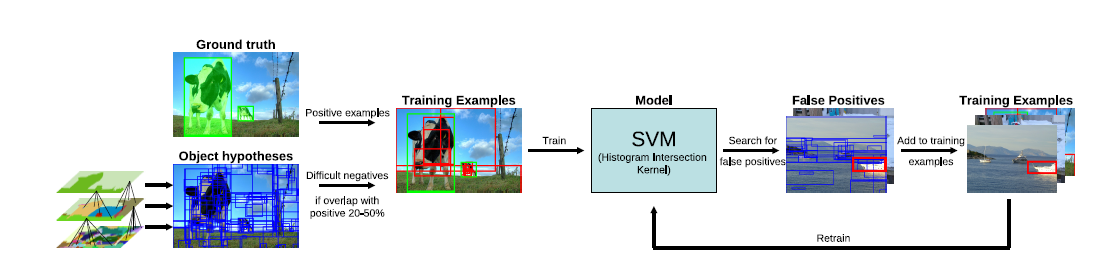 Ground truth
Positive examples
Object hypotheses
Difficult negatives
if overlap with
positive 20-50%
Training Examples
Train
Model
SVM
(Histogram Intersection
Kernel)
Search for
false positives
False Positives
Add to training
examples
Training Examples
Retrain